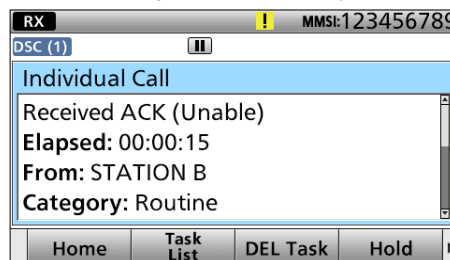 RX ! MMSI:123456789
DSC (1)
Individual Call
Received ACK (Unable)
Elapsed: 00:00:15
From: STATION B
Category: Routine
Home Task List DEL Task Hold